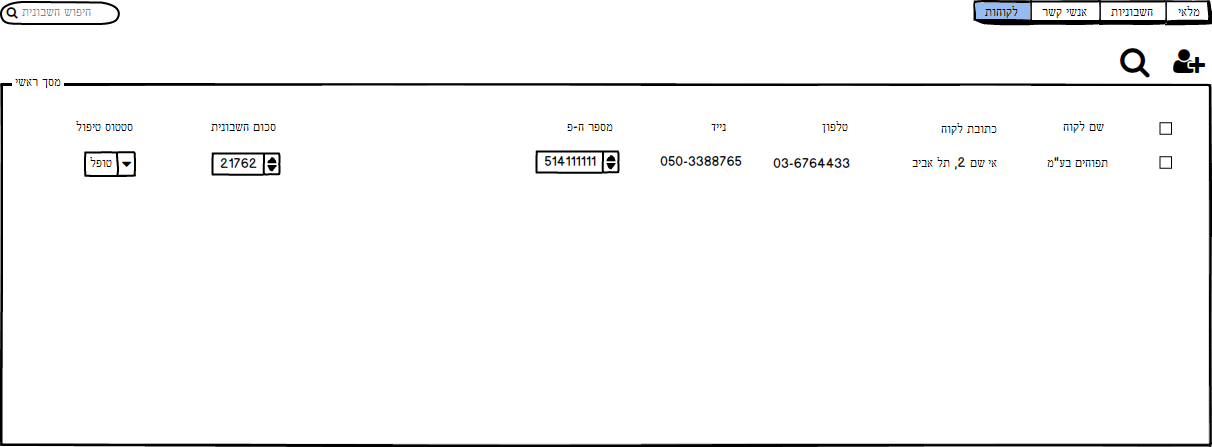 מלאי חשבוניות אנשי קשר לקוחות
חיפוש חשבונית
מסך ראשי
שם לקוח כתובת לקוח טלפון נייד מספר ח-פ סכום חשבונית סטטוס טיפול
תפוחים בע"מ אי שם 2, תל אביב 03-6764433 050-3388765 514111111 21762 טופל